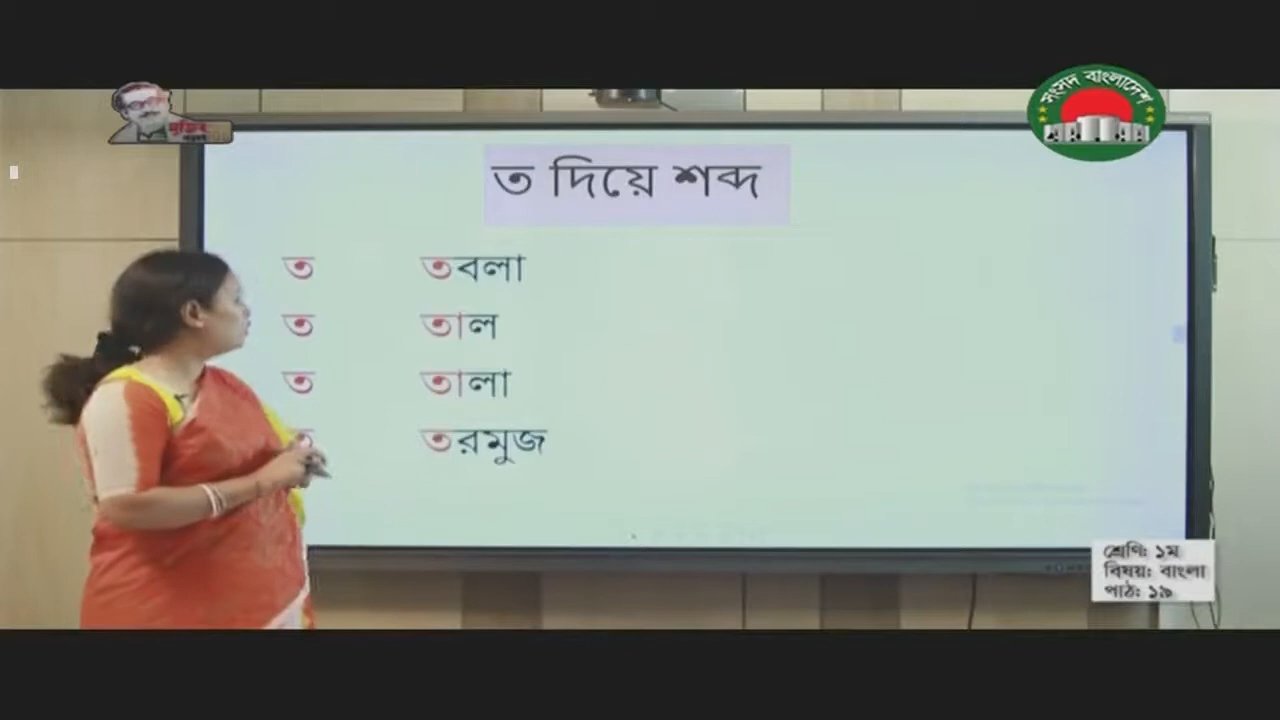 সংসদ বাংলাদেশ
মুজিব
ত দিয়ে শব্দ
ত তবলা
ত তাল
ত তালা
ত তরমুজ
শ্রেণি: ১ম
বিষয়: বাংলা
পাঠ: ১৯